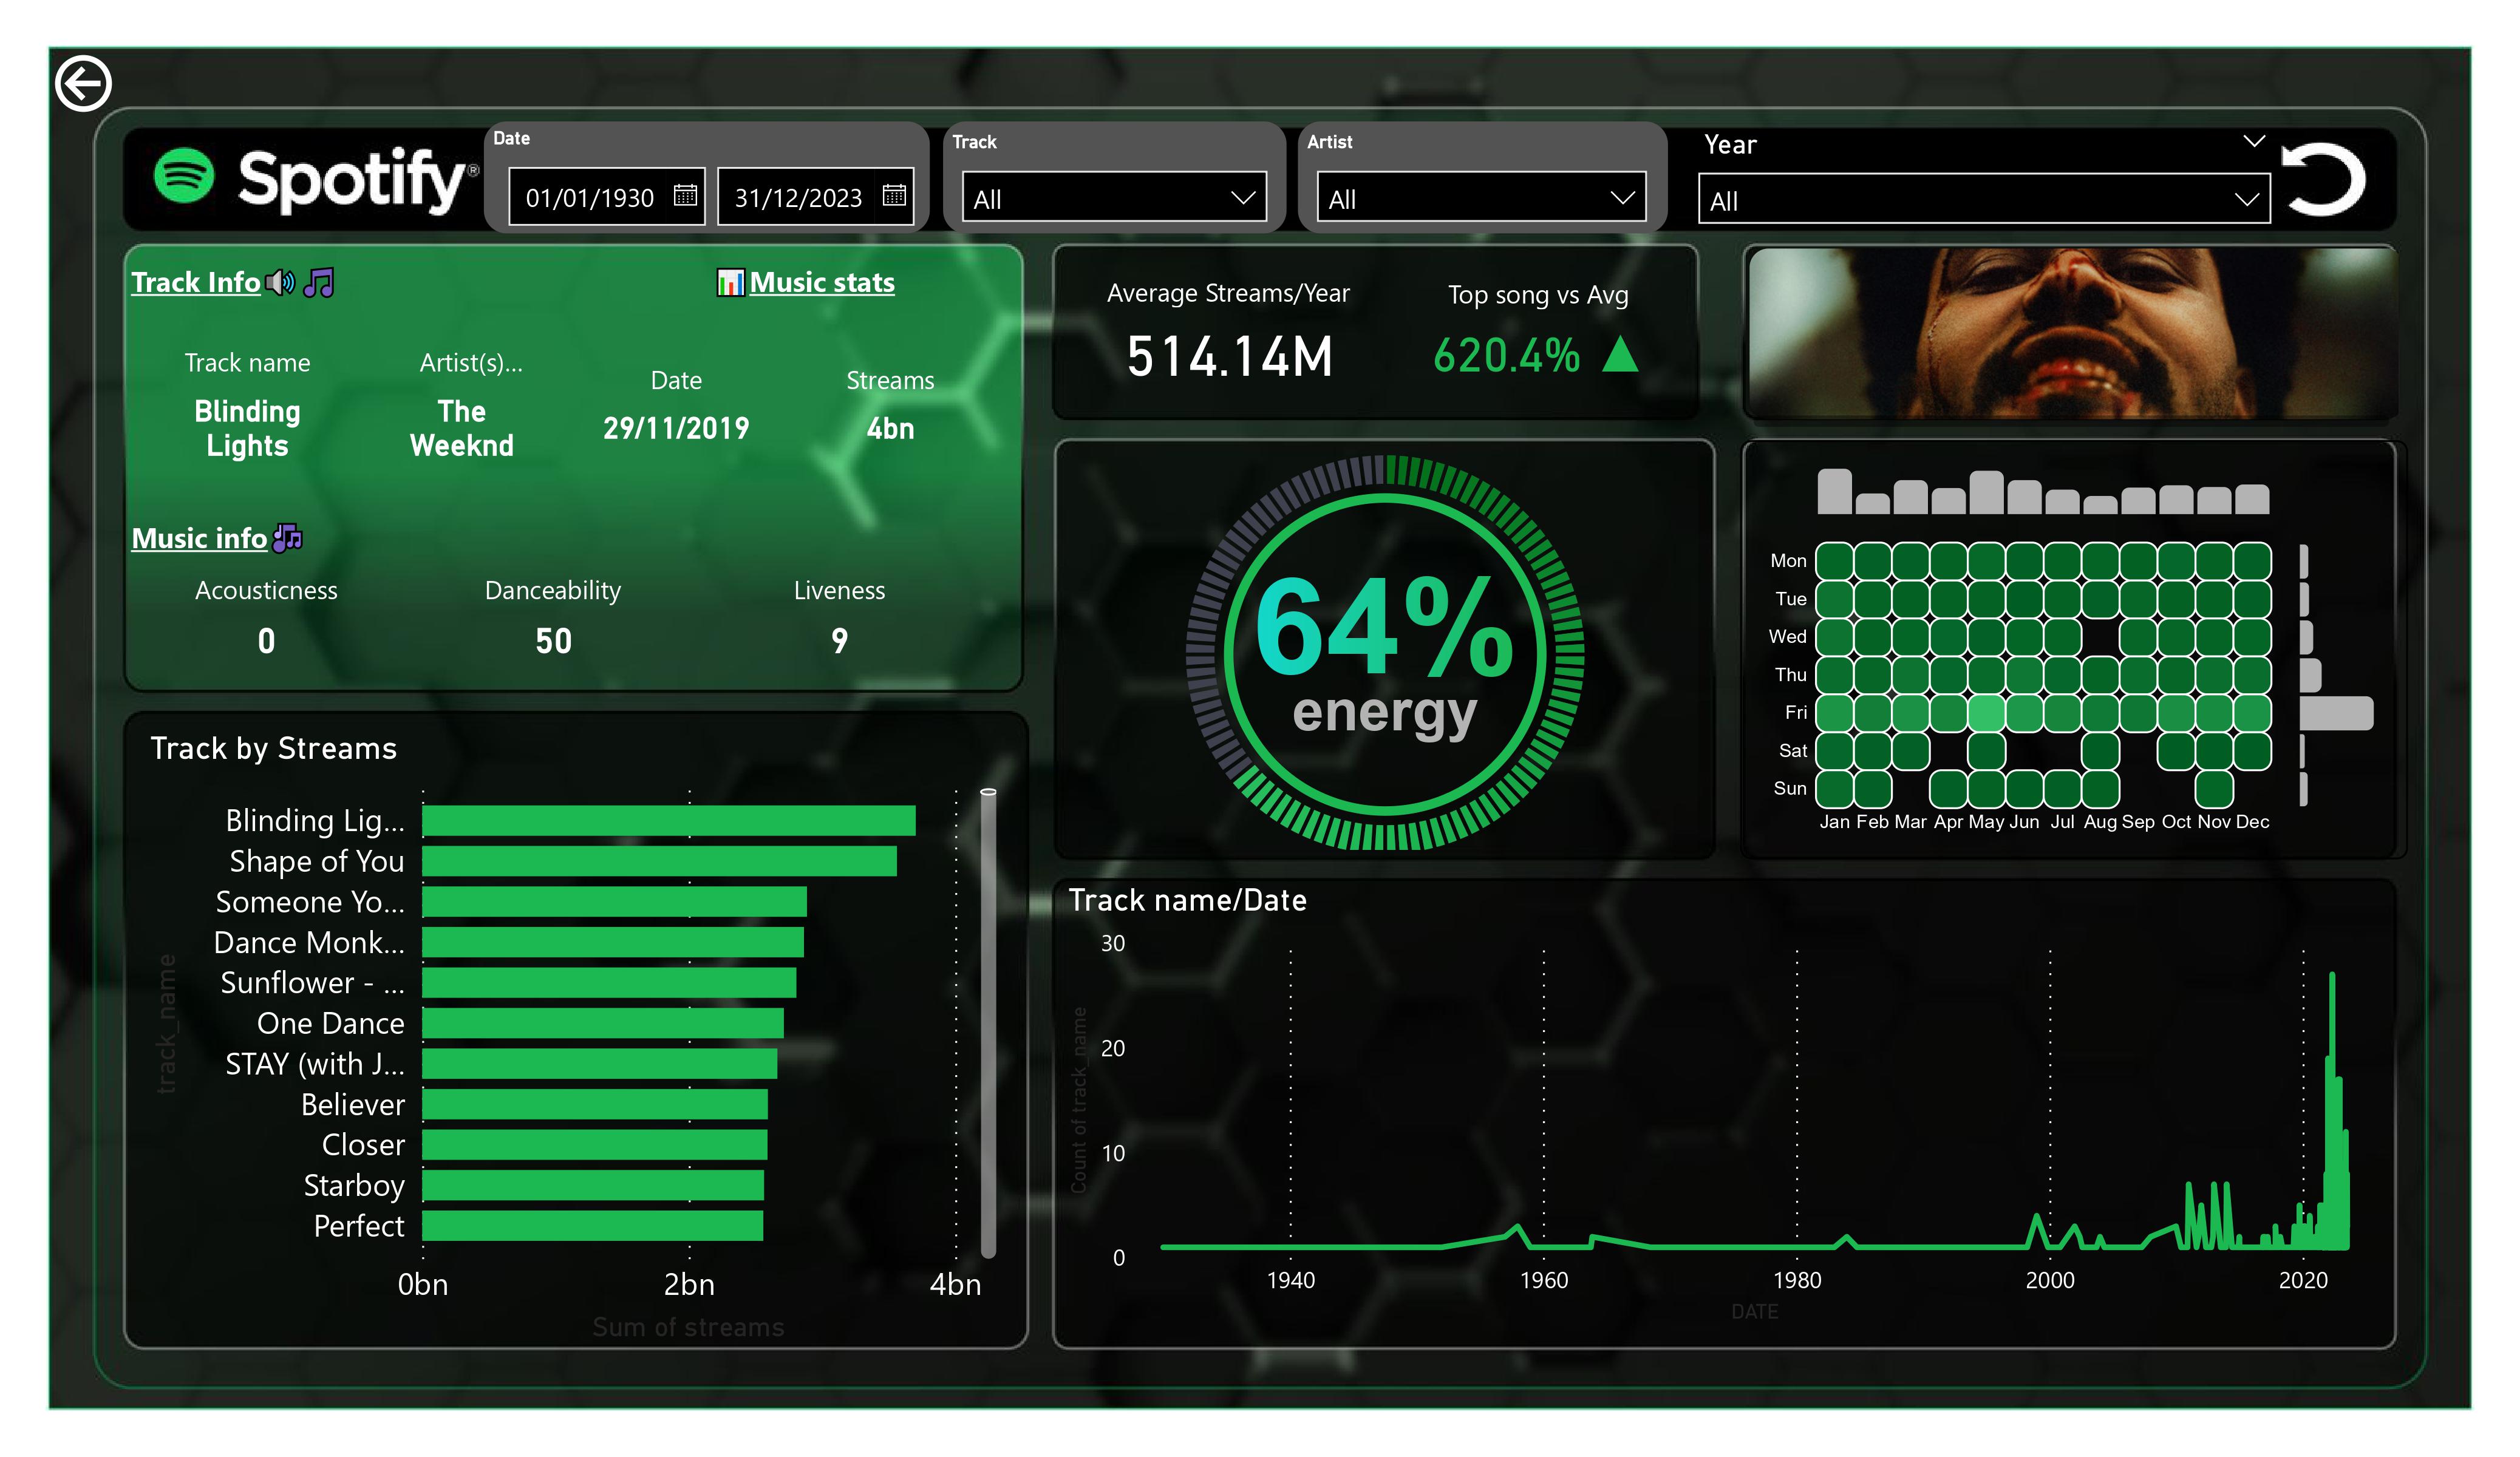 Spotify®
Date
01/01/1930
31/12/2023
Track
All
Artist
All
Year
All
Track Info
Music stats
Track name
Blinding
Lights
Artist(s)...
The
Weeknd
Date
29/11/2019
Streams
4bn
Music info
Acousticness
0
Danceability
50
Liveness
9
Average Streams/Year
514.14M
Top song vs Avg
620.4%
64%
energy
Mon
Tue
Wed
Thu
Fri
Sat
Sun
Jan Feb Mar Apr May Jun Jul Aug Sep Oct Nov Dec
Track by Streams
track_name
Blinding Lig...
Shape of You
Someone Yo...
Dance Monk...
Sunflower - ...
One Dance
STAY (with J...
Believer
Closer
Starboy
Perfect
0bn 2bn 4bn
Sum of streams
Track name/Date
Count of track_name
30
20
10
0
1940 1960 1980 2000 2020
DATE